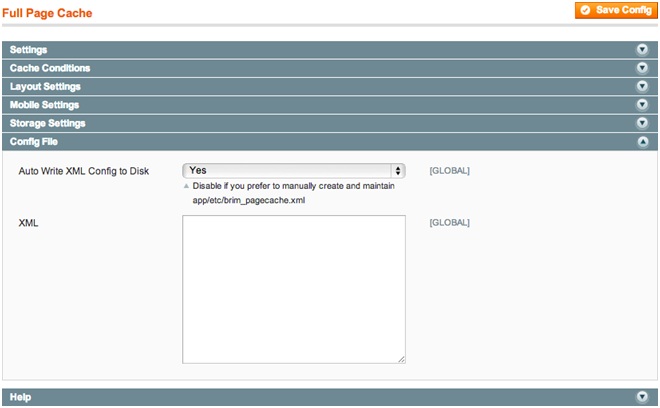 Full Page Cache
Save Config
Settings
Cache Conditions
Layout Settings
Mobile Settings
Storage Settings
Config File
Auto Write XML Config to Disk Yes [GLOBAL]
Disable if you prefer to manually create and maintain
app/etc/brim_pagecache.xml
XML [GLOBAL]
Help